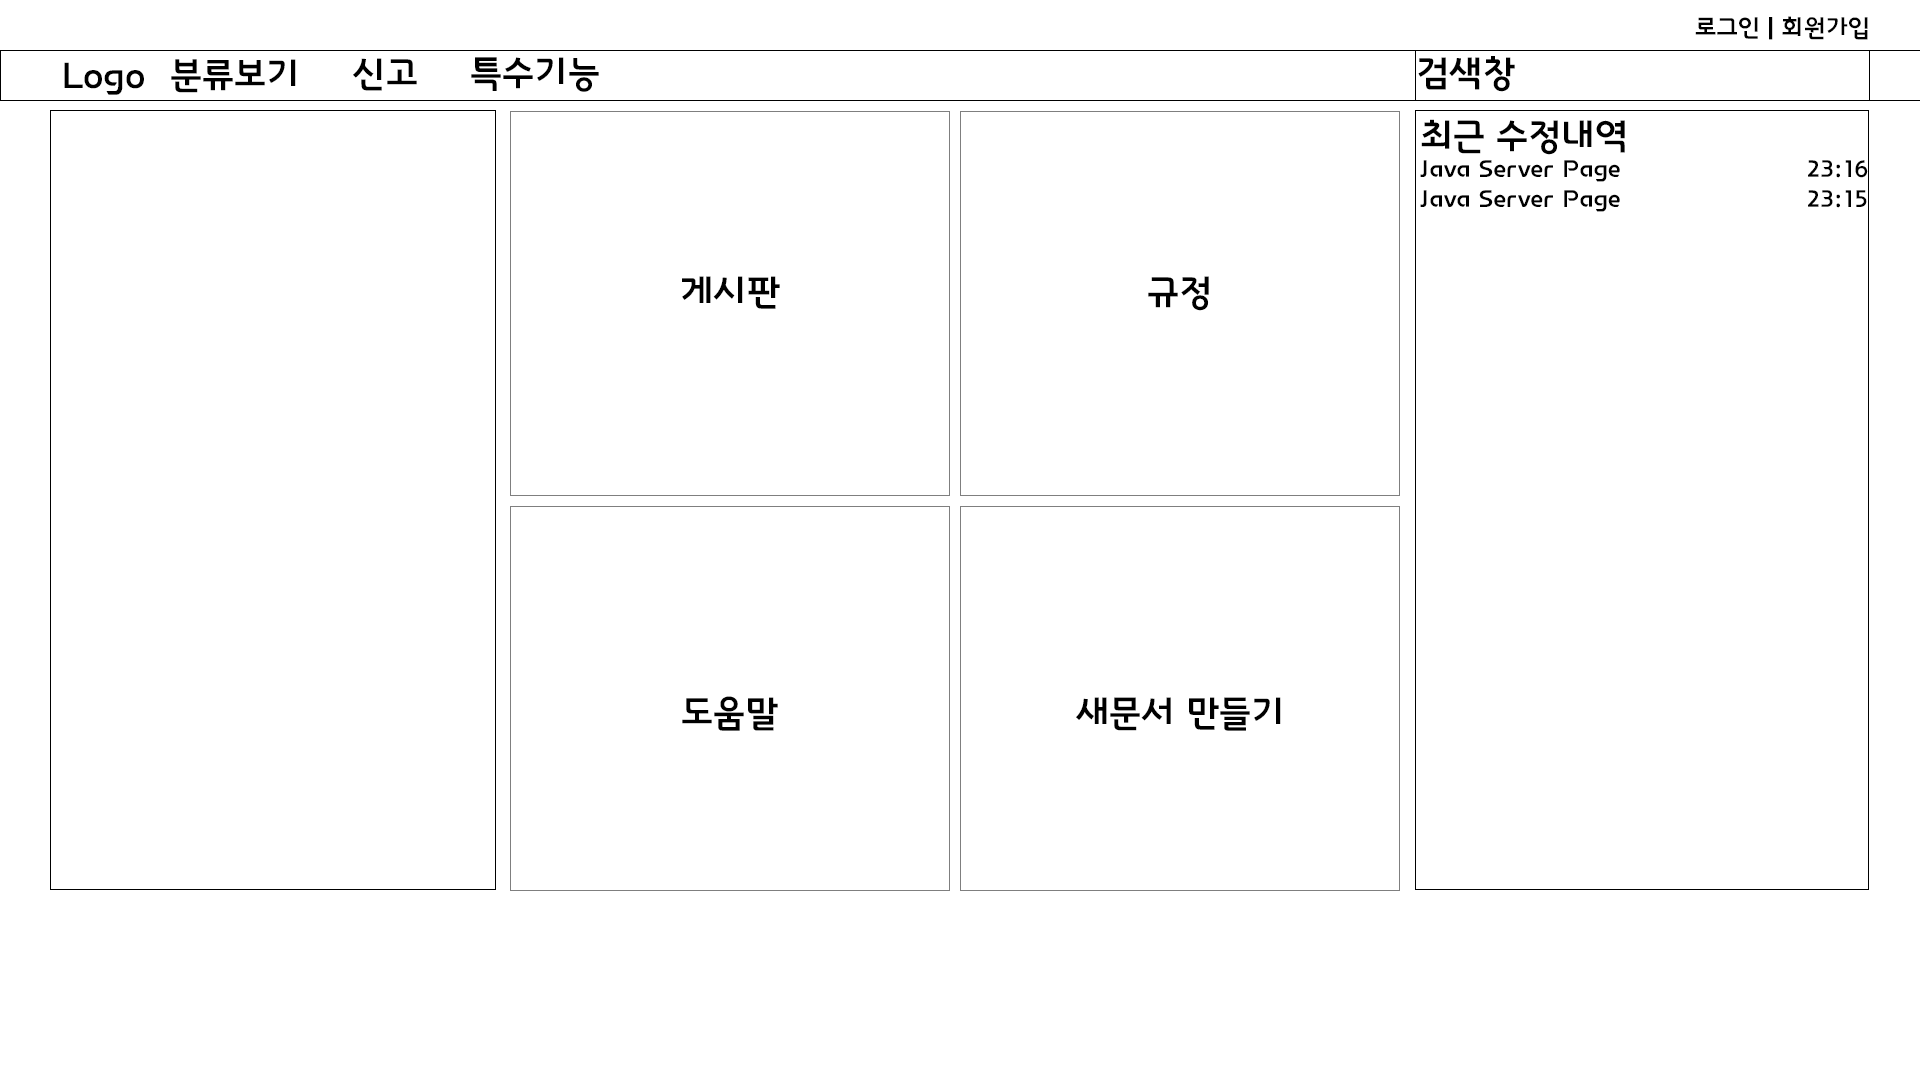 로그인 | 회원가입
Logo 분류보기 신고 특수기능 검색창
최근 수정내역
Java Server Page 23:16
Java Server Page 23:15
게시판 규정
도움말 새문서 만들기